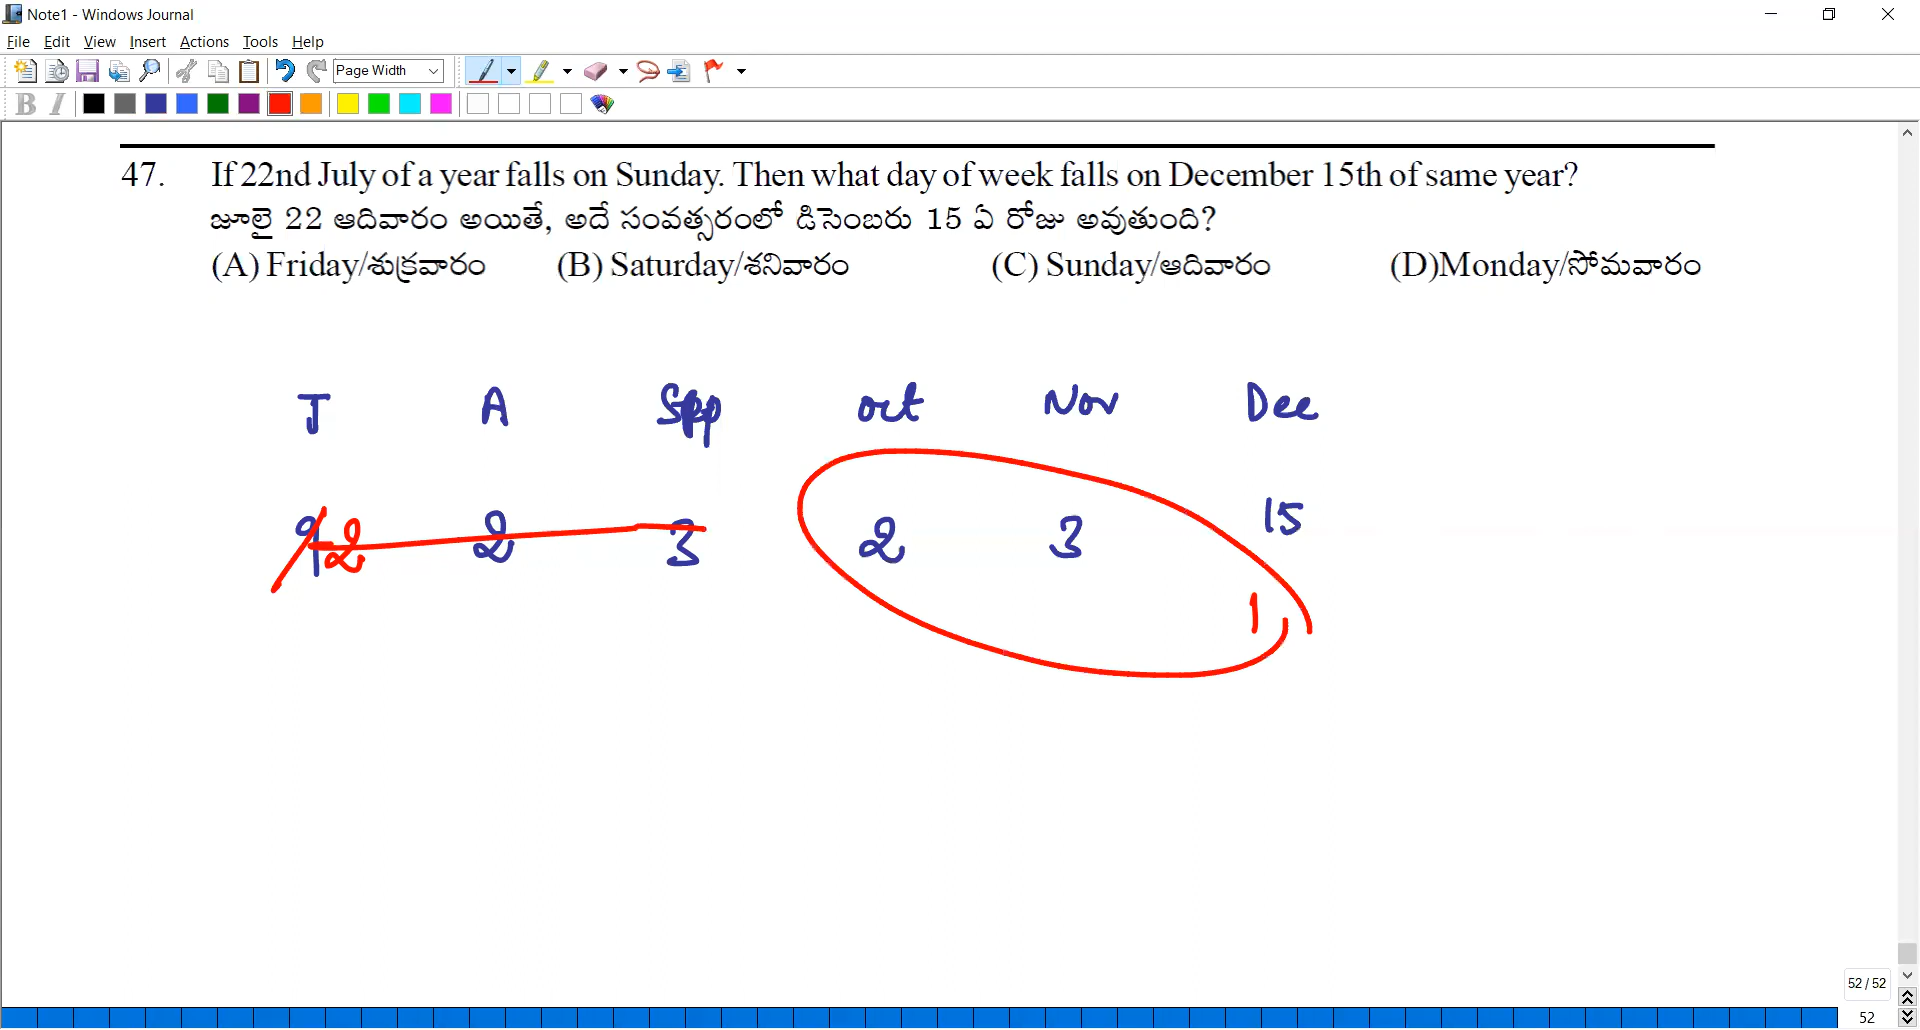 Note1 - Windows Journal
File Edit View Insert Actions Tools Help
Page Width
B I
47. If 22nd July of a year falls on Sunday. Then what day of week falls on December 15th of same year?
జూలై 22 ఆదివారం అయితే, అదే సంవత్సరంలో డిసెంబరు 15 ఏ రోజు అవుతుంది?
(A) Friday/శుక్రవారం (B) Saturday/శనివారం (C) Sunday/ఆదివారం (D)Monday/సోమవారం
J A Sep oct Nov Dec
9 2 2 3 2 3 15
1
52 / 52
52